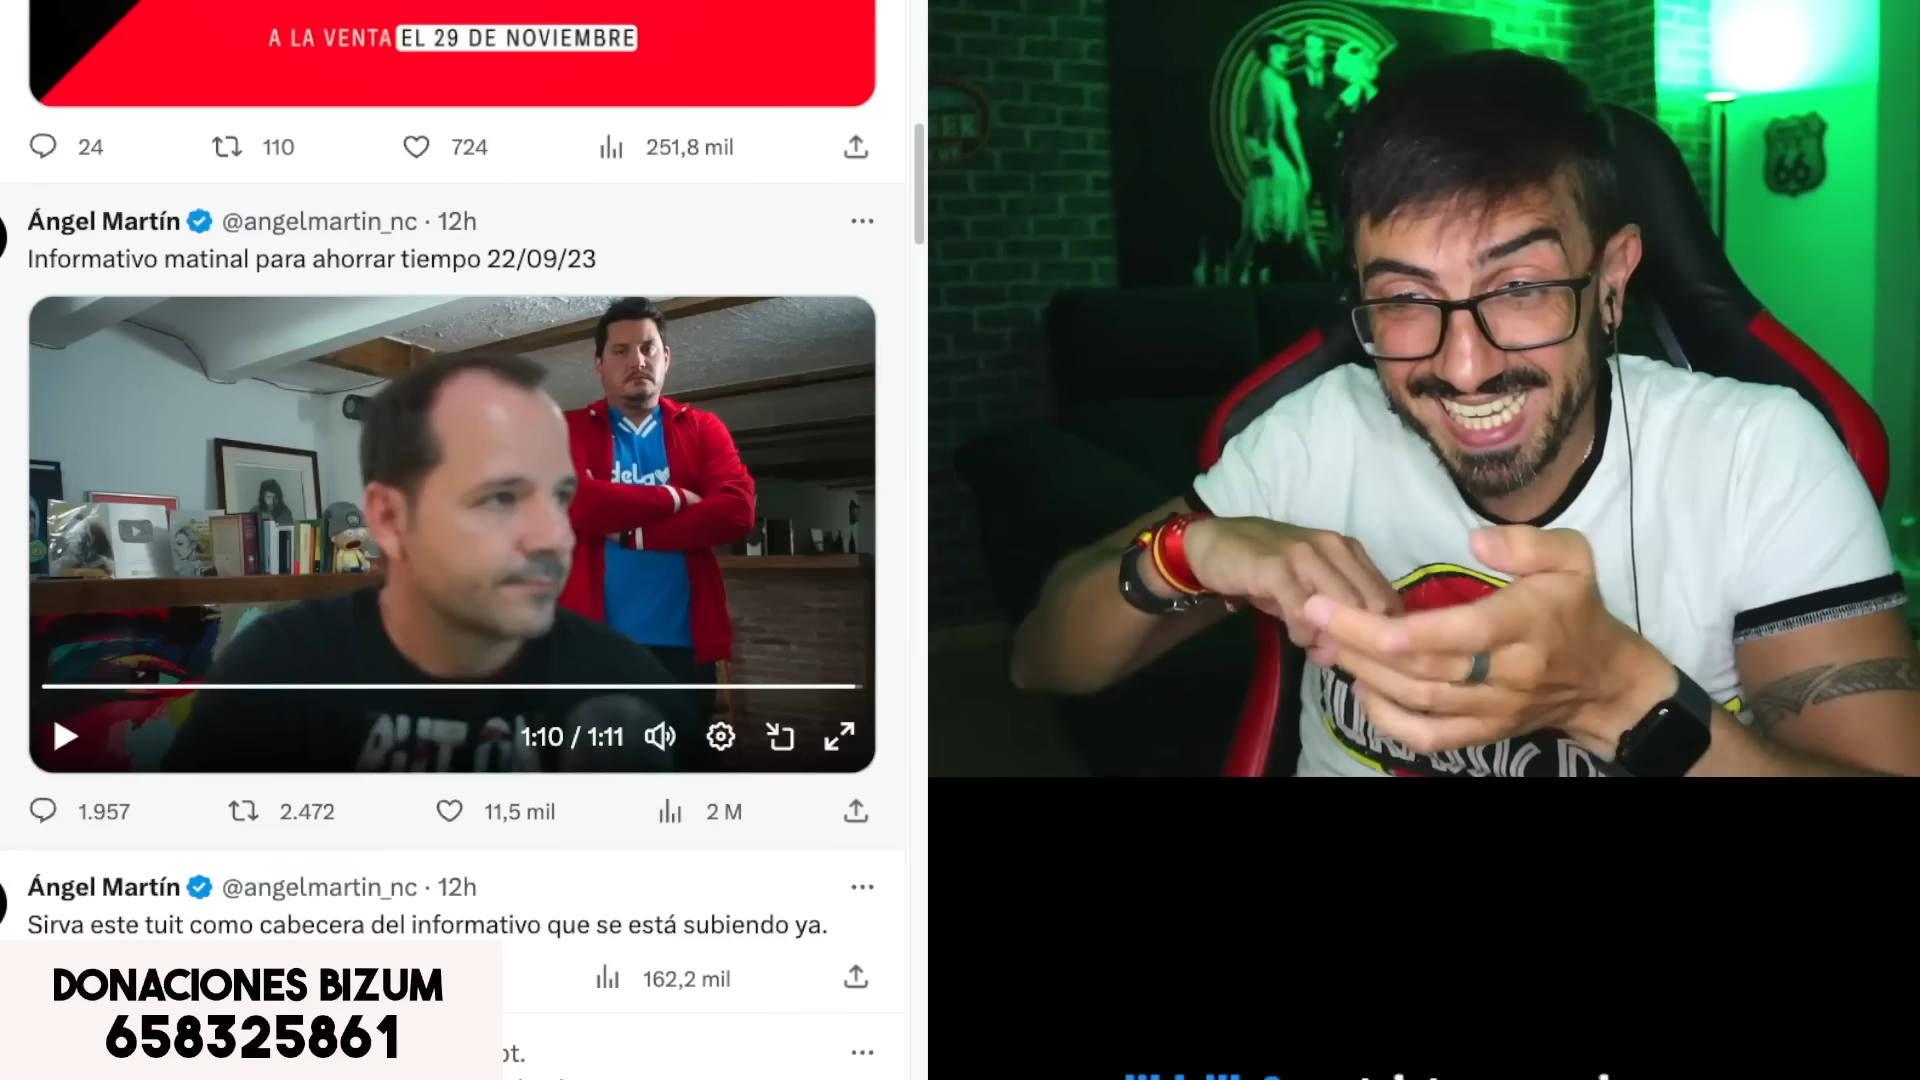 A LA VENTA EL 29 DE NOVIEMBRE
24 110 724 251,8 mil
Ángel Martín @angelmartin_nc · 12h
Informativo matinal para ahorrar tiempo 22/09/23
1:10 / 1:11
1.957 2.472 11,5 mil 2 M
Ángel Martín @angelmartin_nc · 12h
Sirva este tuit como cabecera del informativo que se está subiendo ya.
162,2 mil
DONACIONES BIZUM
658325861
66